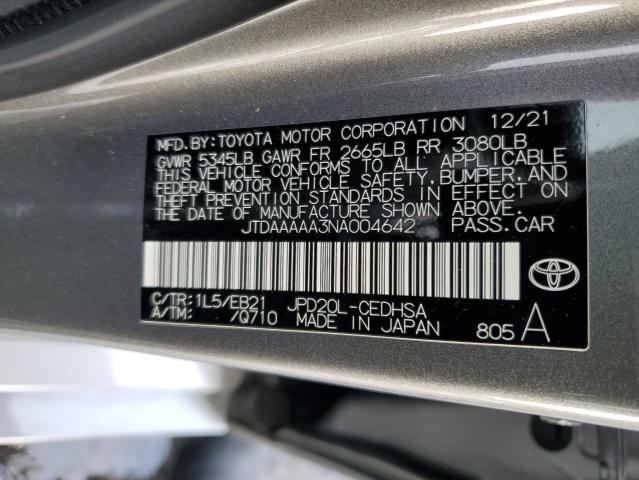 MFD.BY:TOYOTA MOTOR CORPORATION 12/21
GVWR 5345LB GAWR FR 2665LB RR 3080LB
THIS VEHICLE CONFORMS TO ALL APPLICABLE
FEDERAL MOTOR VEHICLE SAFETY, BUMPER, AND
THEFT PREVENTION STANDARDS IN EFFECT ON
THE DATE OF MANUFACTURE SHOWN ABOVE.
JTDAAAAA3NA004642 PASS.CAR
C/TR:1L5/EB21 JPD20L-CEDHSA
A/TM: /Q710 MADE IN JAPAN 805 A